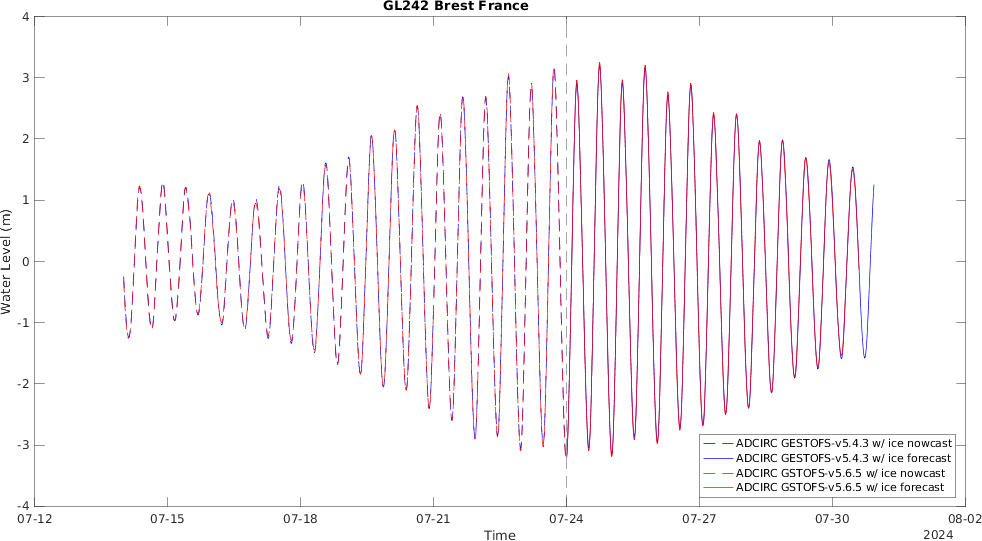 GL242 Brest France
4
3
2
1
0
-1
-2
-3
-4
Water Level (m)
07-12
07-15
07-18
07-21
07-24
07-27
07-30
08-02
Time
2024
ADCIRC GESTOFS-v5.4.3 w/ ice nowcast
ADCIRC GESTOFS-v5.4.3 w/ ice forecast
ADCIRC GSTOFS-v5.6.5 w/ ice nowcast
ADCIRC GSTOFS-v5.6.5 w/ ice forecast